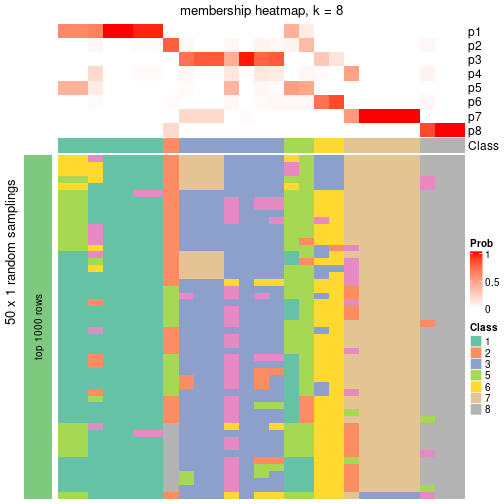 membership heatmap, k = 8
p1
p2
p3
p4
p5
p6
p7
p8
Class
50 x 1 random samplings
top 1000 rows
Prob
1
0.5
0
Class
1
2
3
4
5
6
7
8